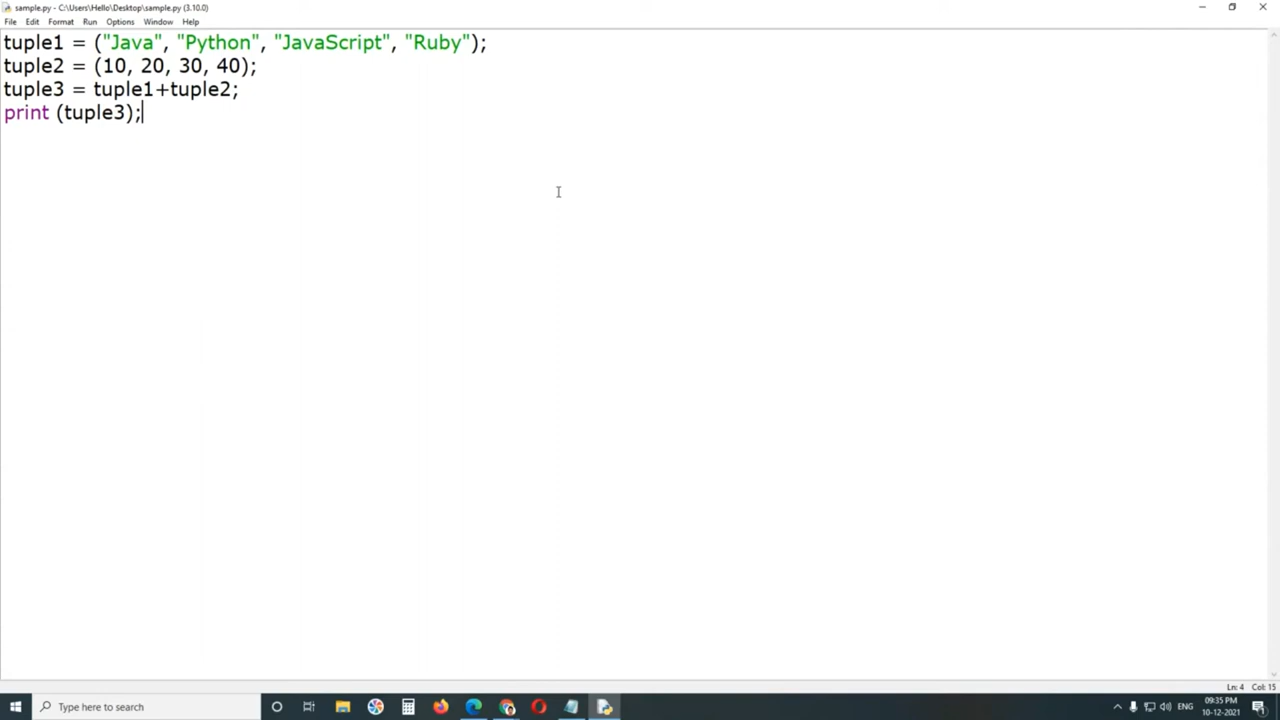 sample.py - C:\Users\Hello\Desktop\sample.py (3.10.0)
File Edit Format Run Options Window Help
tuple1 = ("Java", "Python", "JavaScript", "Ruby");
tuple2 = (10, 20, 30, 40);
tuple3 = tuple1+tuple2;
print (tuple3);
Ln: 4 Col: 15
Type here to search
ENG
09:35 PM
10-12-2021
1